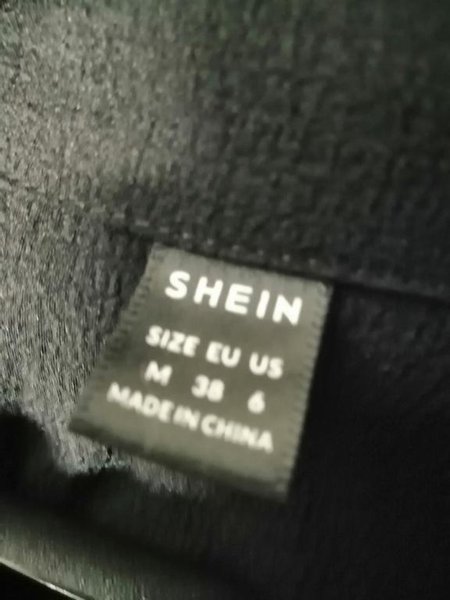 SHEIN
SIZE EU US
M 38 6
MADE IN CHINA